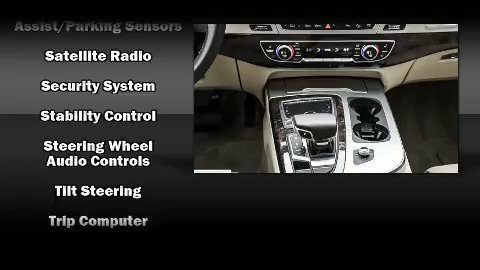 Assist/Parking Sensors
Satellite Radio
Security System
Stability Control
Steering Wheel
Audio Controls
Tilt Steering
Trip Computer